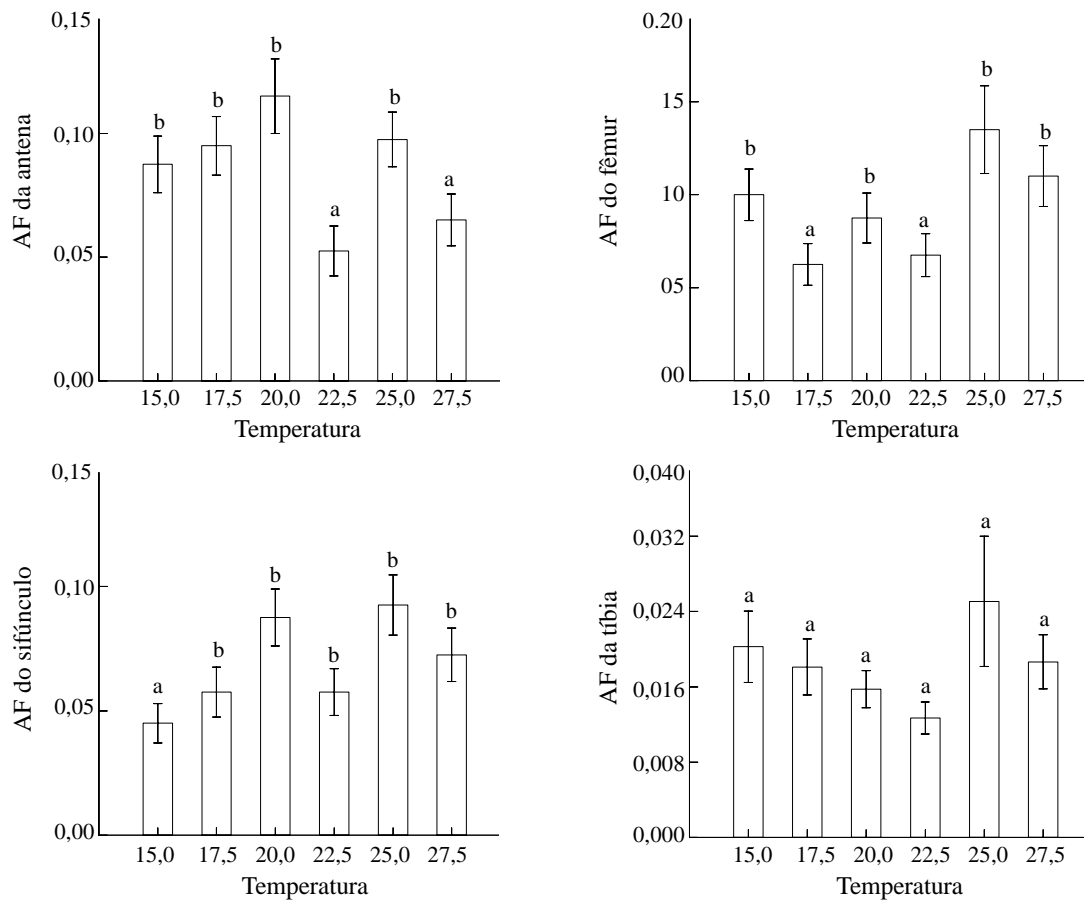 0,15
0,10
0,05
0,00
AF da antena
b
b
b
a
b
a
15,0 17,5 20,0 22,5 25,0 27,5
Temperatura
0.20
15
10
05
00
AF do fêmur
b
a
b
a
b
b
15,0 17,5 20,0 22,5 25,0 27,5
Temperatura
0,15
0,10
0,05
0,00
AF do sifúnculo
a
b
b
b
b
b
15,0 17,5 20,0 22,5 25,0 27,5
Temperatura
0,040
0,032
0,024
0,016
0,008
0,000
AF da tíbia
a
a
a
a
a
a
15,0 17,5 20,0 22,5 25,0 27,5
Temperatura